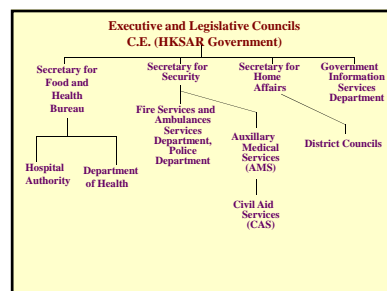 Executive and Legislative Councils
C.E. (HKSAR Government)
Secretary for
Food and
Health
Bureau
Secretary for
Security
Secretary for
Home
Affairs
Government
Information
Services
Department
Fire Services and
Ambulances
Services
Department,
Police
Department
Auxillary
Medical
Services
(AMS)
District Councils
Hospital
Authority
Department
of Health
Civil Aid
Services
(CAS)